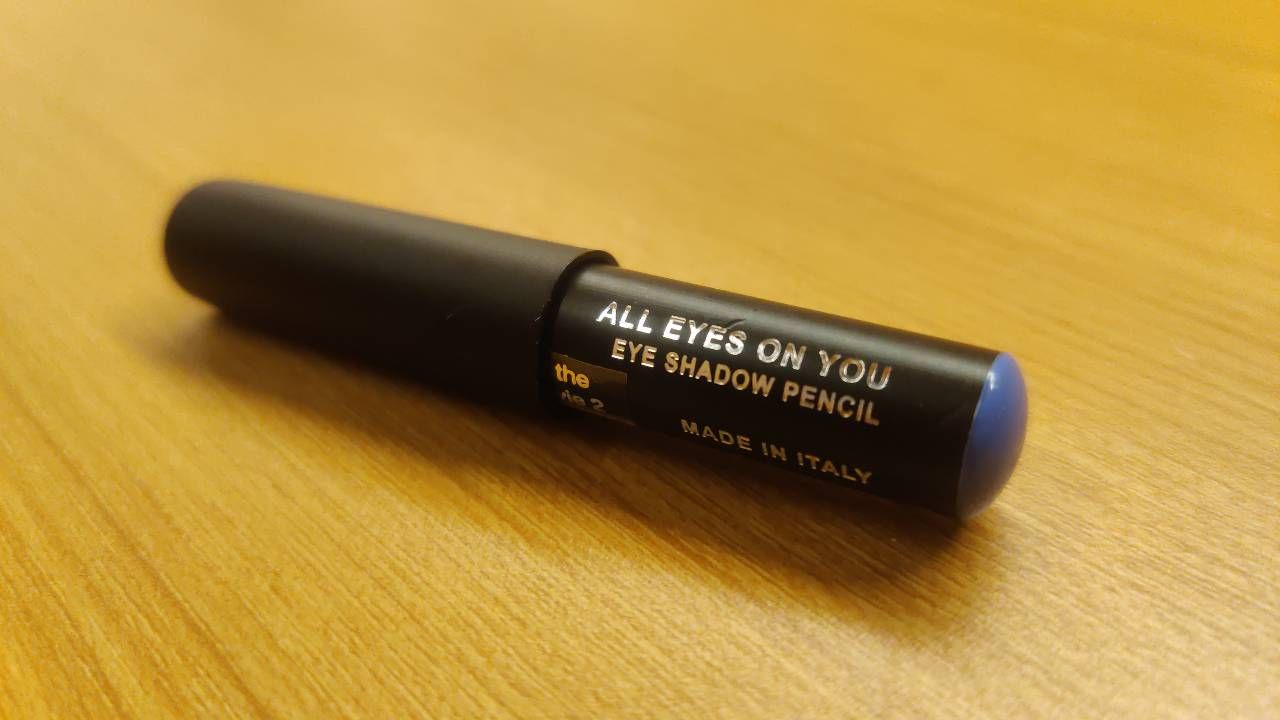 ALL EYES ON YOU
EYE SHADOW PENCIL
MADE IN ITALY
the